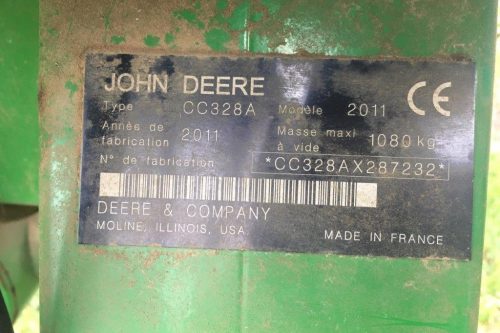 JOHN DEERE
CE
Type CC328A Modèle 2011
Année de fabrication 2011 Masse maxi à vide 1080 kg
N° de fabrication *CC328AX287232*
DEERE & COMPANY
MOLINE, ILLINOIS, USA
MADE IN FRANCE